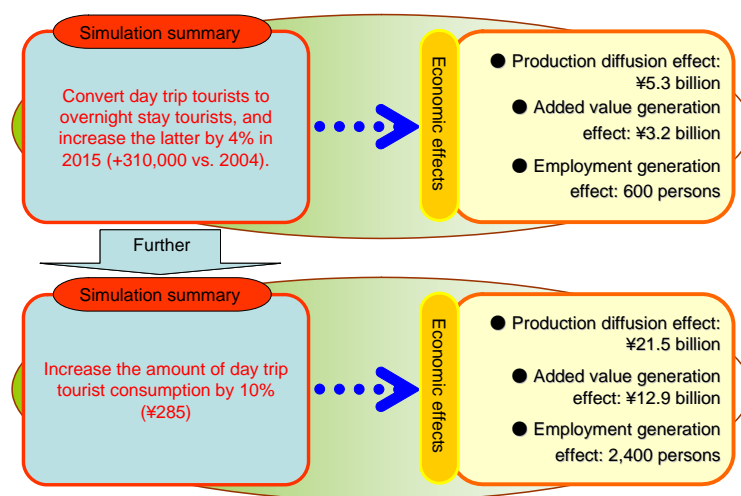 Simulation summary
Convert day trip tourists to
overnight stay tourists, and
increase the latter by 4% in
2015 (+310,000 vs. 2004).
Economic effects
● Production diffusion effect:
¥5.3 billion
● Added value generation
effect: ¥3.2 billion
● Employment generation
effect: 600 persons
Further
Simulation summary
Increase the amount of day trip
tourist consumption by 10%
(¥285)
Economic effects
● Production diffusion effect:
¥21.5 billion
● Added value generation
effect: ¥12.9 billion
● Employment generation
effect: 2,400 persons